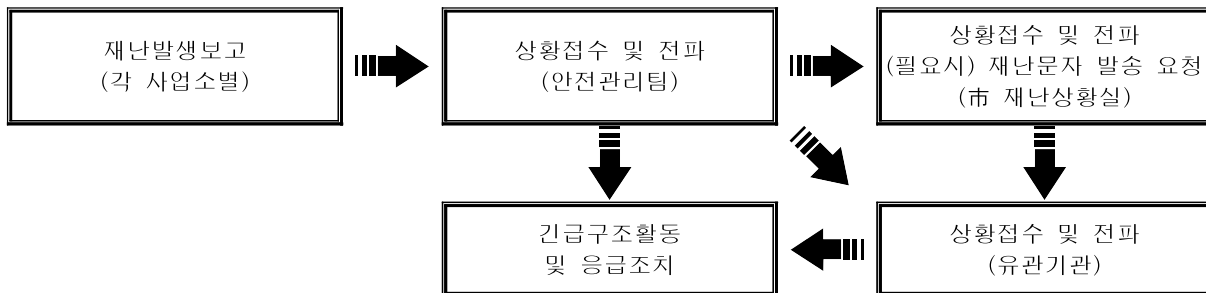 재난발생보고
(각 사업소별)
상황접수 및 전파
(안전관리팀)
상황접수 및 전파
(필요시) 재난문자 발송 요청
(市 재난상황실)
긴급구조활동
및 응급조치
상황접수 및 전파
(유관기관)